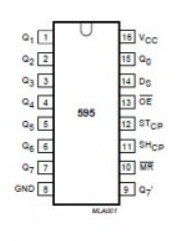 Q1 1 16 VCC
Q2 2 15 Q0
Q3 3 14 DS
Q4 4 13 OE
595
Q5 5 12 STCP
Q6 6 11 SHCP
Q7 7 10 MR
GND 8 9 Q7'
MLA001